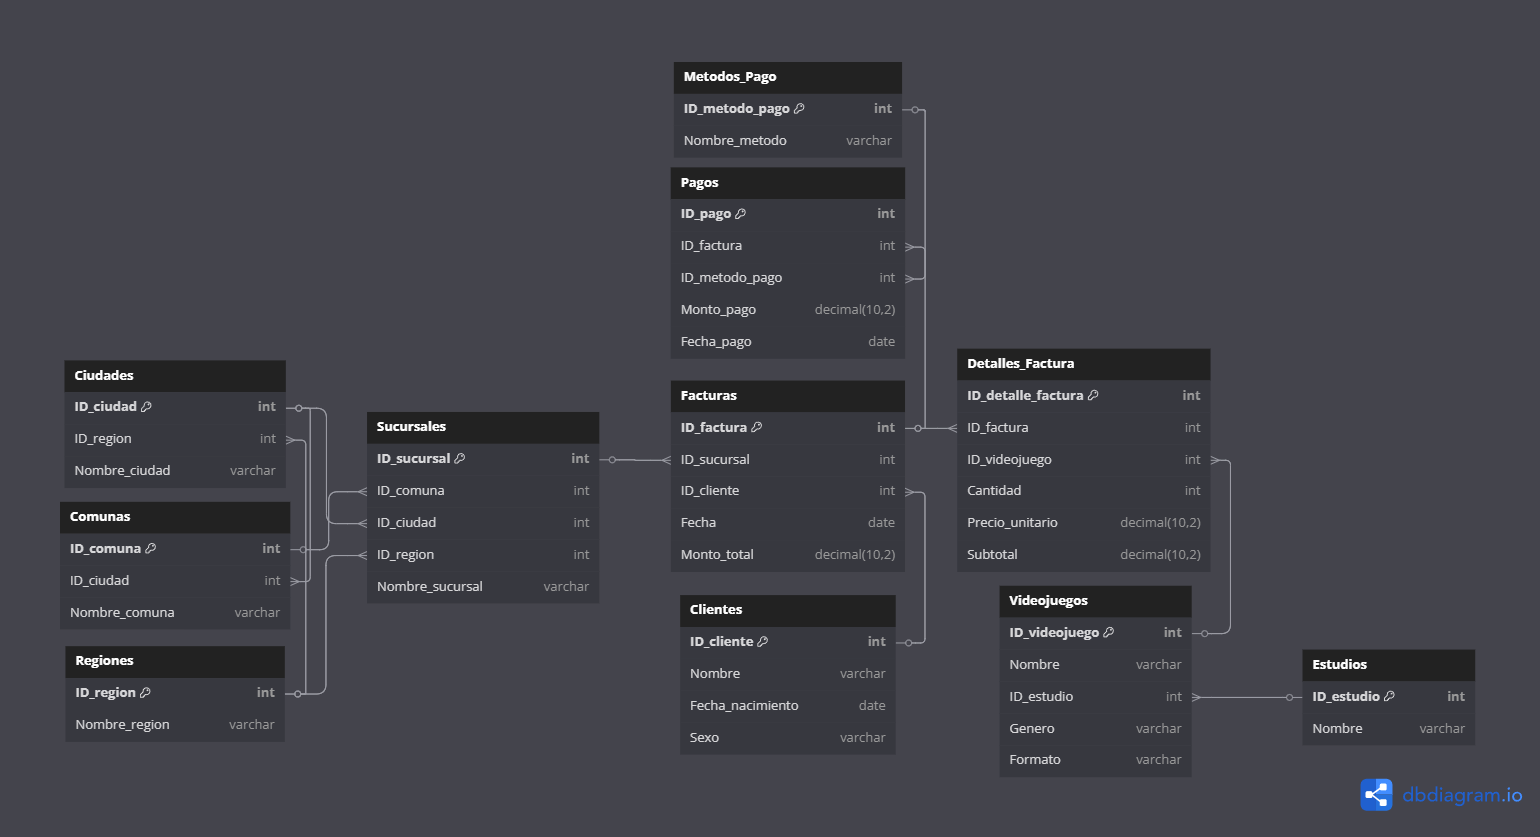 Metodos_Pago
ID_metodo_pago int
Nombre_metodo varchar
Pagos
ID_pago int
ID_factura int
ID_metodo_pago int
Monto_pago decimal(10,2)
Fecha_pago date
Ciudades
ID_ciudad int
ID_region int
Nombre_ciudad varchar
Comunas
ID_comuna int
ID_ciudad int
Nombre_comuna varchar
Regiones
ID_region int
Nombre_region varchar
Sucursales
ID_sucursal int
ID_comuna int
ID_ciudad int
ID_region int
Nombre_sucursal varchar
Facturas
ID_factura int
ID_sucursal int
ID_cliente int
Fecha date
Monto_total decimal(10,2)
Clientes
ID_cliente int
Nombre varchar
Fecha_nacimiento date
Sexo varchar
Detalles_Factura
ID_detalle_factura int
ID_factura int
ID_videojuego int
Cantidad int
Precio_unitario decimal(10,2)
Subtotal decimal(10,2)
Videojuegos
ID_videojuego int
Nombre varchar
ID_estudio int
Genero varchar
Formato varchar
Estudios
ID_estudio int
Nombre varchar
dbdiagram.io